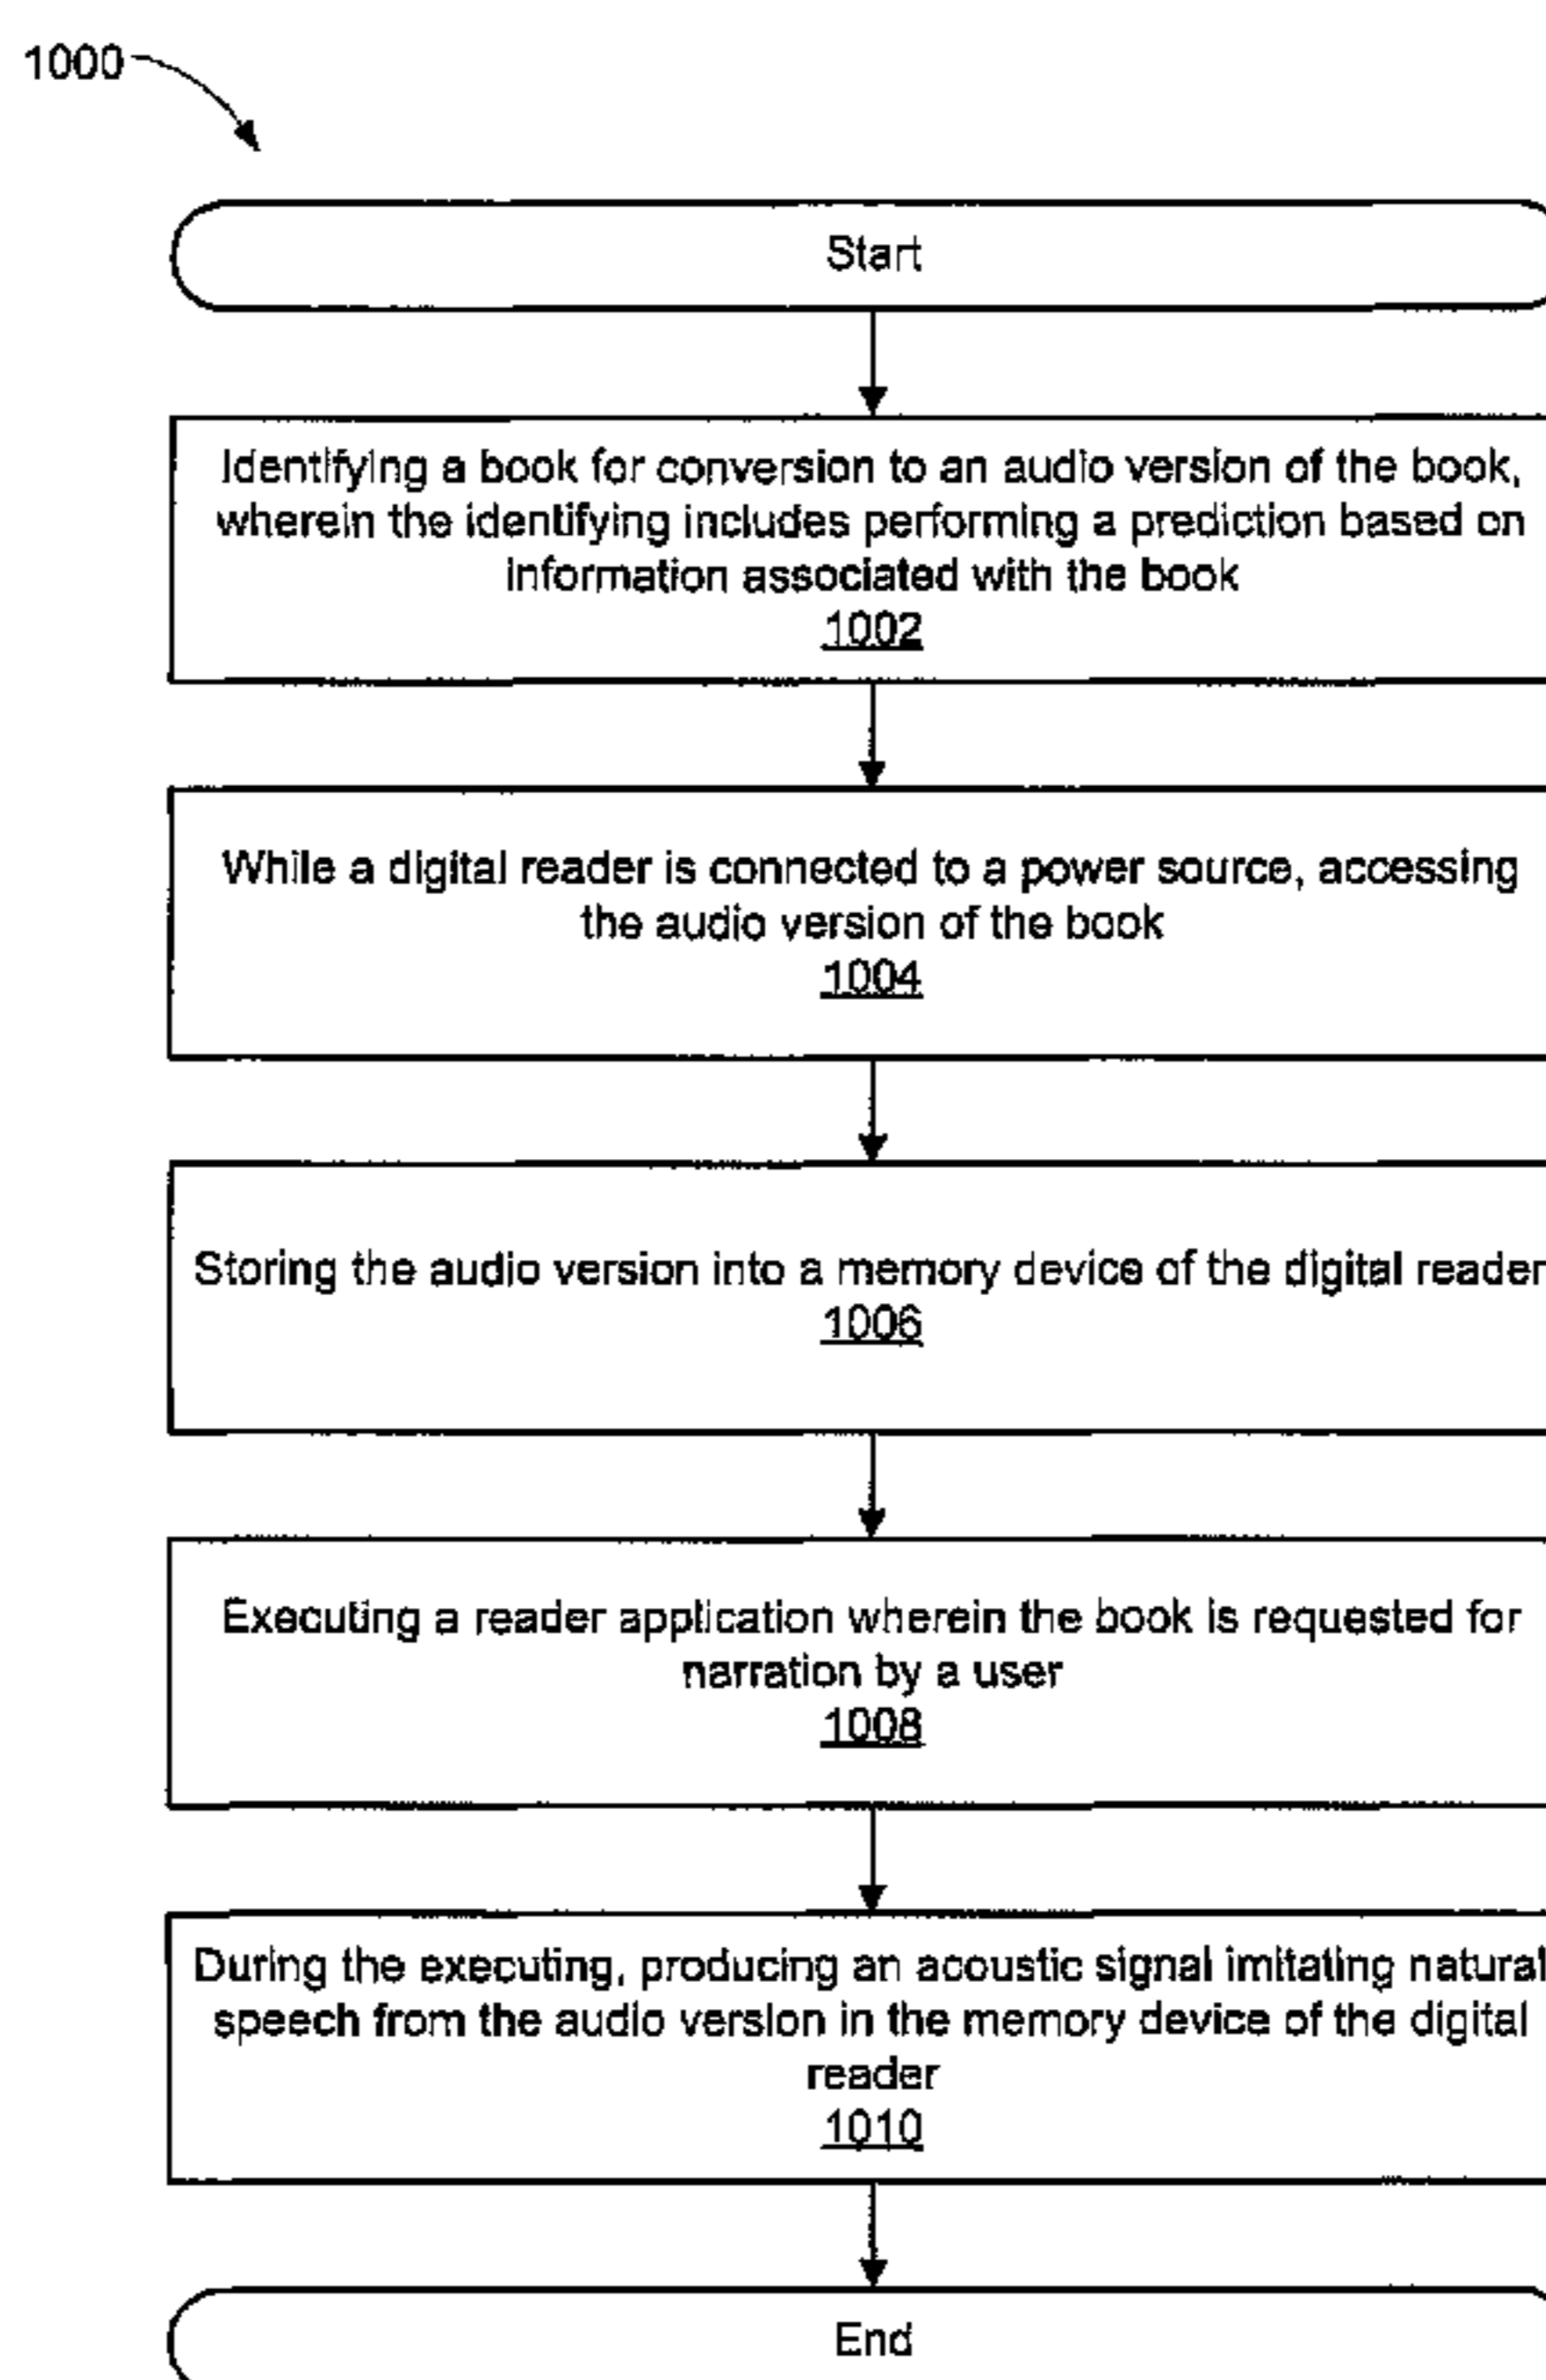 1000
Start
Identifying a book for conversion to an audio version of the book,
wherein the identifying includes performing a prediction based on
information associated with the book
1002
While a digital reader is connected to a power source, accessing
the audio version of the book
1004
Storing the audio version into a memory device of the digital reader
1006
Executing a reader application wherein the book is requested for
narration by a user
1008
During the executing, producing an acoustic signal imitating natural
speech from the audio version in the memory device of the digital
reader
1010
End